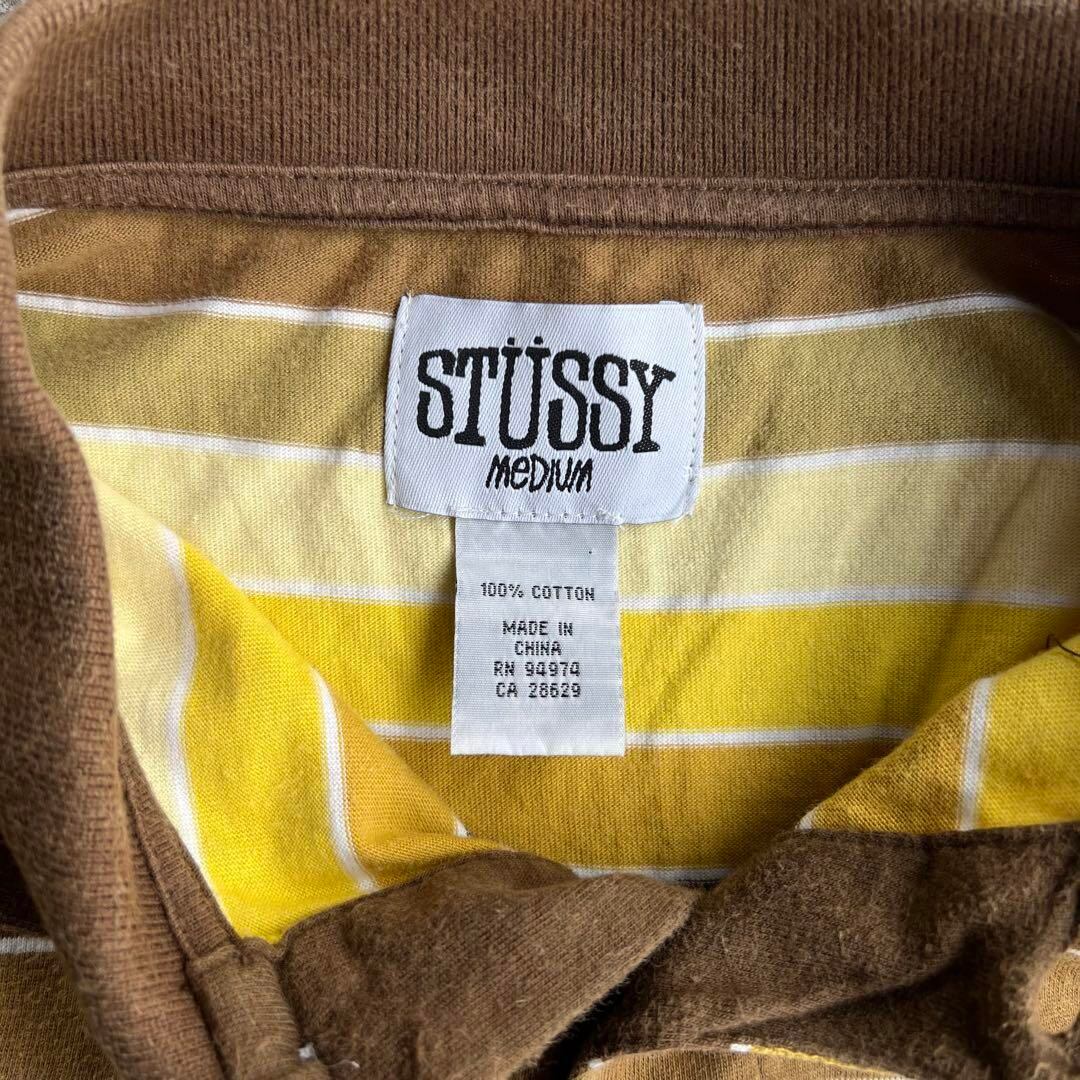 STÜSSY
MEDIUM
100% COTTON
MADE IN
CHINA
RN 94974
CA 28629